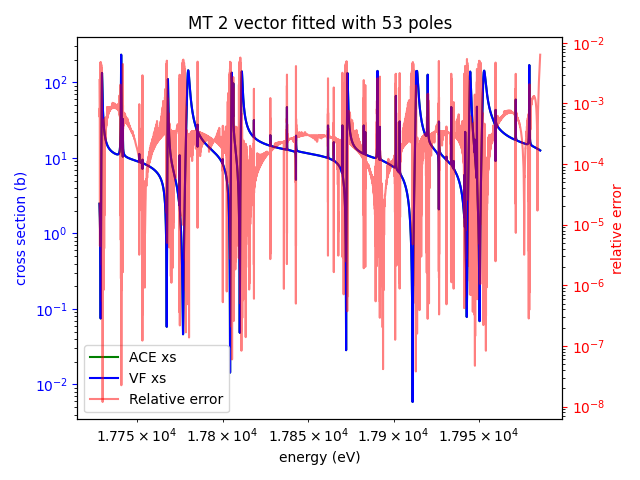 MT 2 vector fitted with 53 poles
cross section (b)
10²
10¹
10⁰
10⁻¹
10⁻²
10⁻²
10⁻³
10⁻⁴
10⁻⁵
10⁻⁶
10⁻⁷
10⁻⁸
relative error
ACE xs
VF xs
Relative error
1.775 × 10⁴ 1.78 × 10⁴ 1.785 × 10⁴ 1.79 × 10⁴ 1.795 × 10⁴
energy (eV)